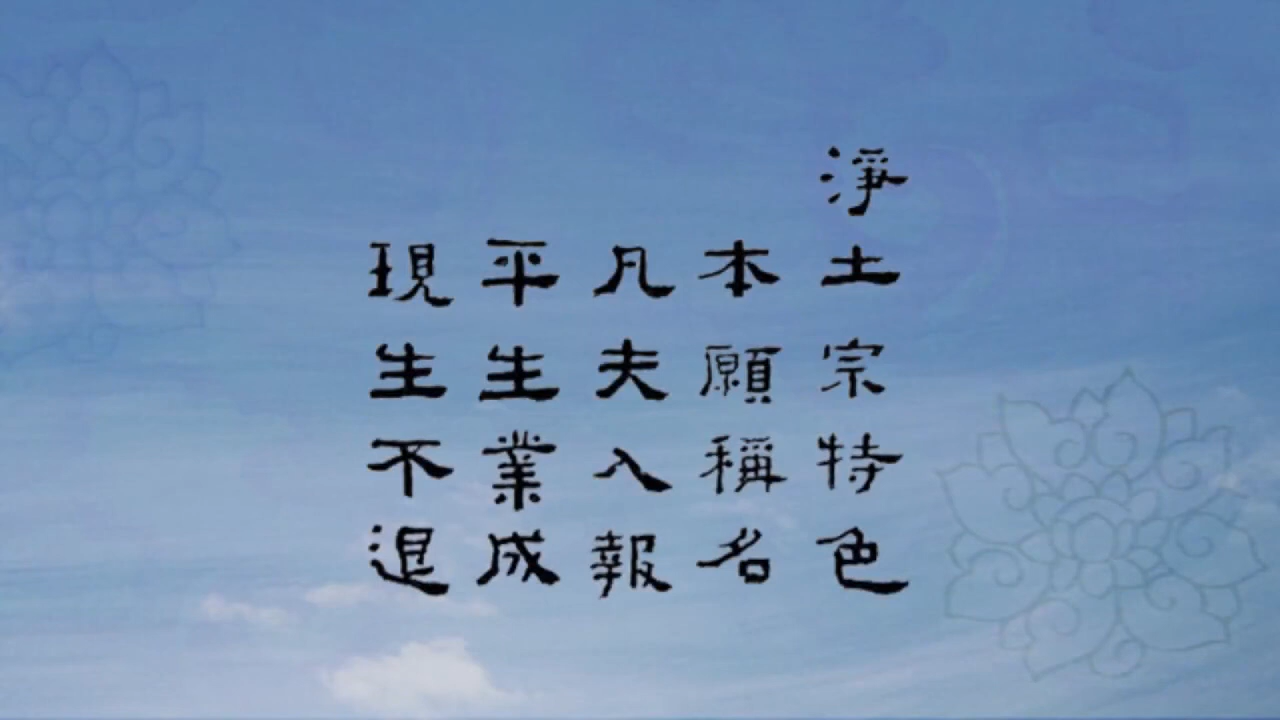 淨土宗特色
本願稱名
凡夫入報
平生業成
現生不退